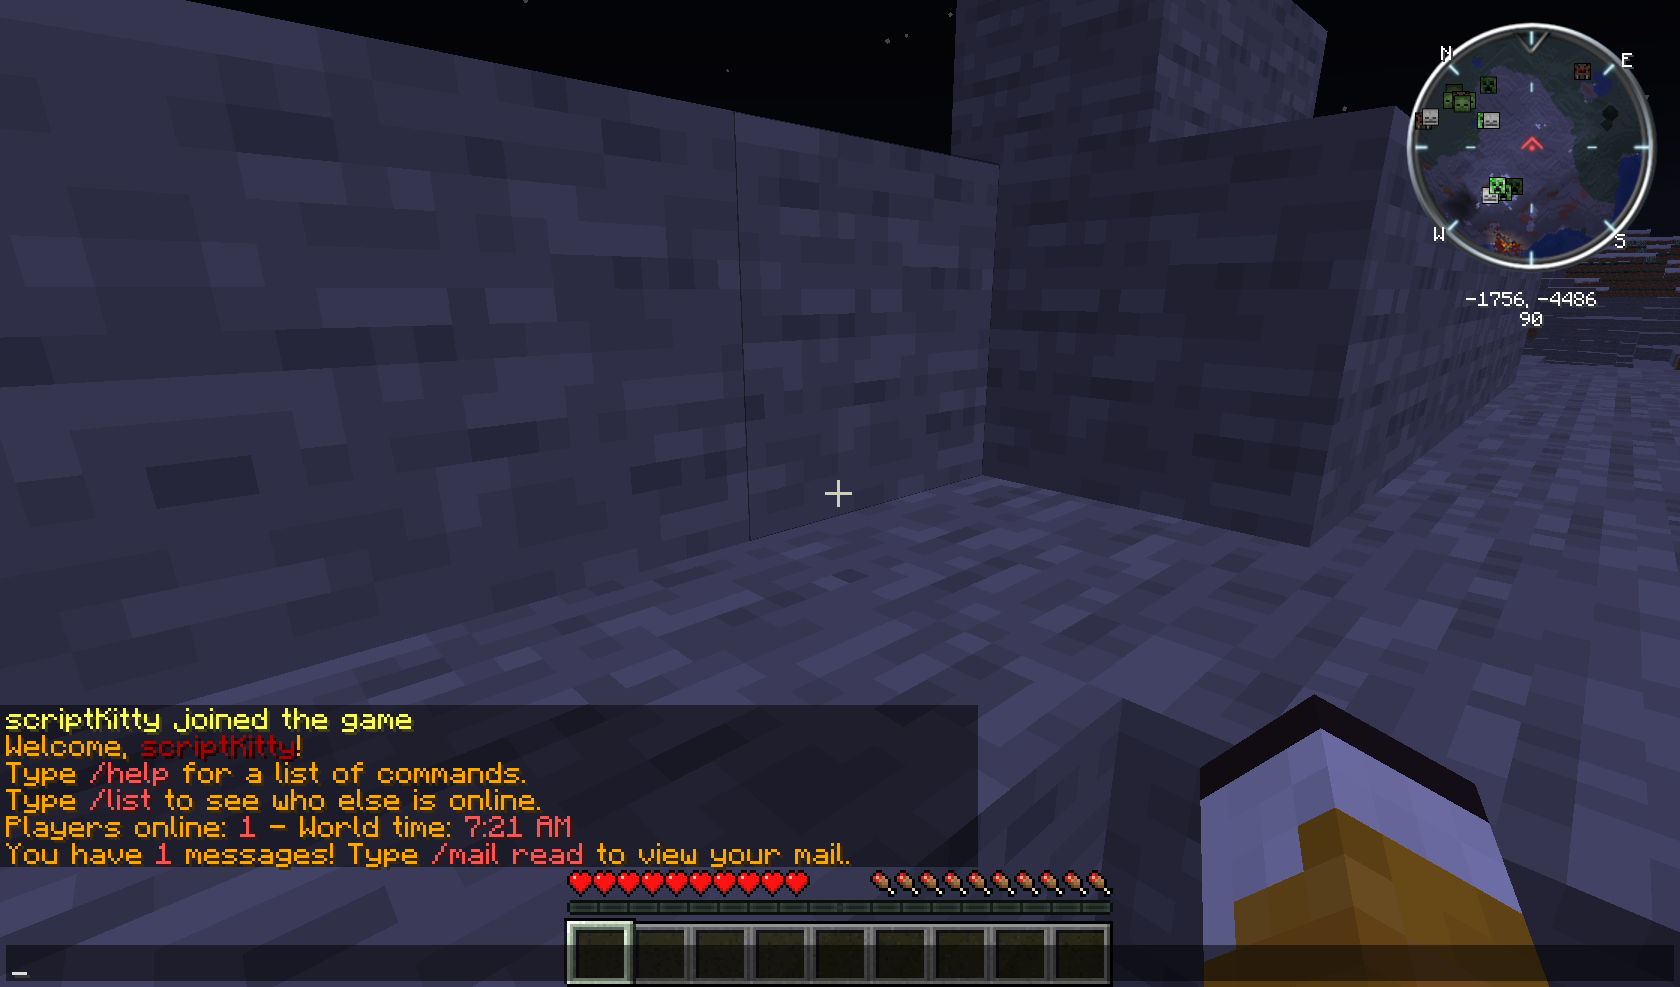 N
E
W
S
-1756, -4486
90
scriptKitty joined the game
Welcome, scriptKitty!
Type /help for a list of commands.
Type /list to see who else is online.
Players online: 1 - World time: 7:21 AM
You have 1 messages! Type /mail read to view your mail.
_